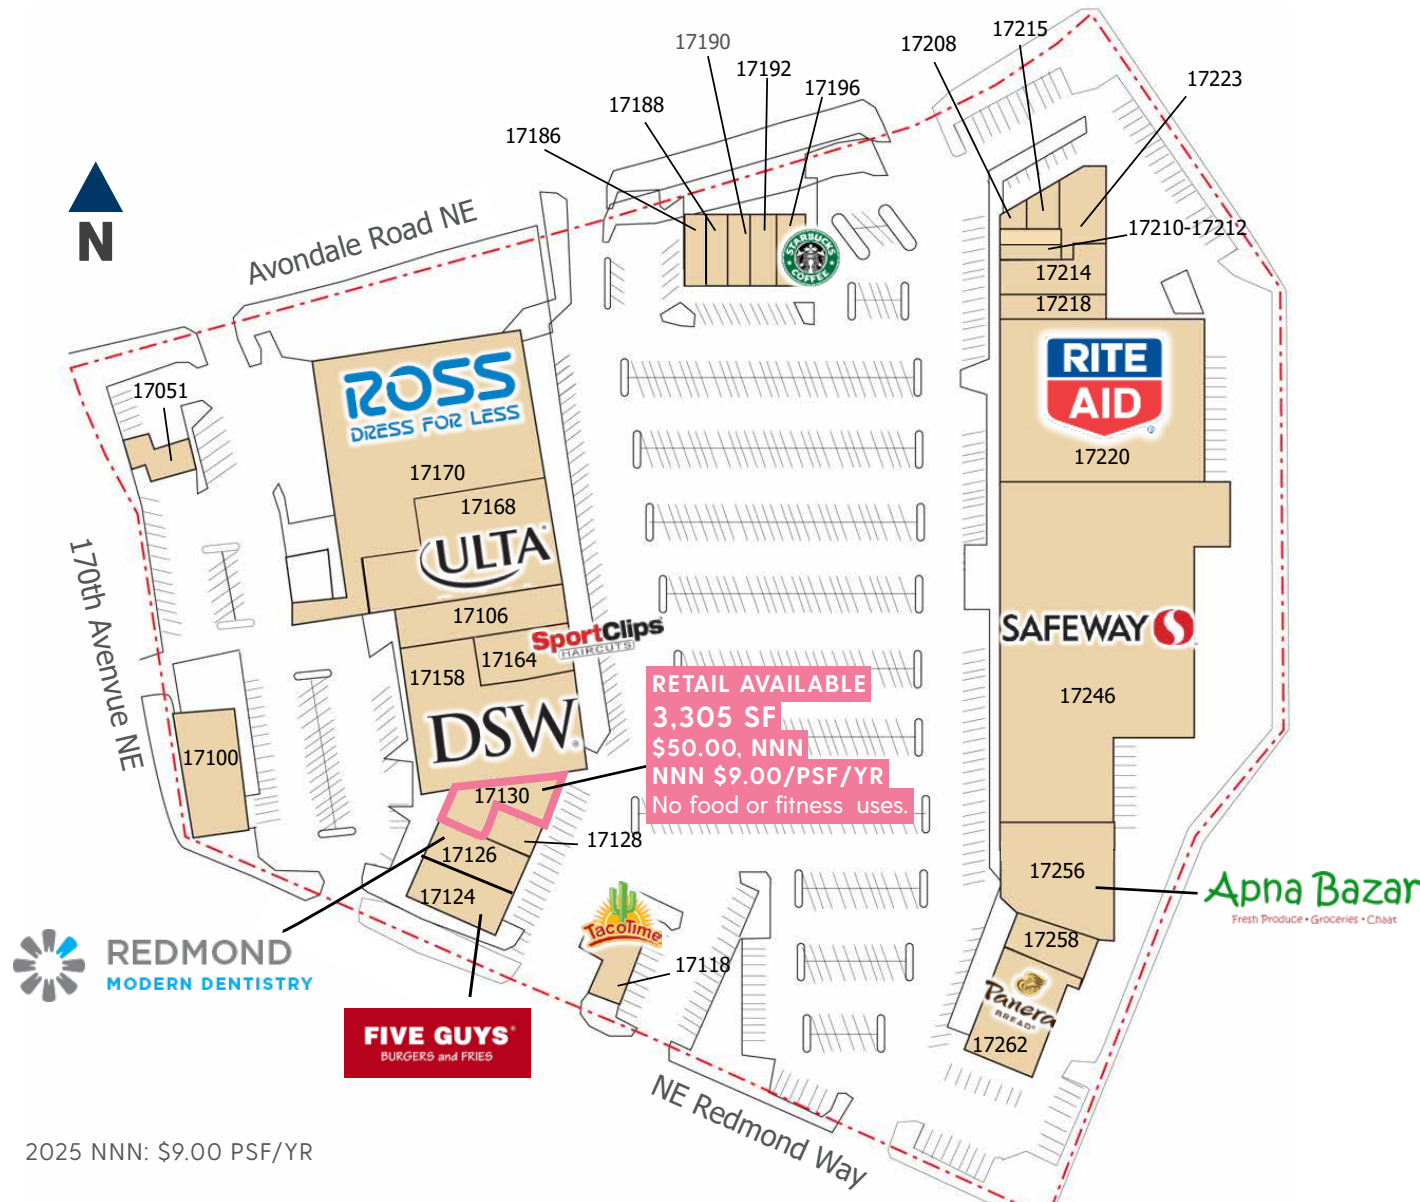 17215
17190
17208
17192
17223
17196
17188
17186
STARBUCKS
COFFEE
N
Avondale Road NE
17210-17212
17214
17218
ROSS
DRESS FOR LESS
RITE
AID
®
17051
17220
17170
17168
ULTA
170th Avenvue NE
17106
SportClips
HAIRCUTS
SAFEWAY
17164
17158
17246
DSW
®
RETAIL AVAILABLE
3,305 SF
$50.00, NNN
NNN $9.00/PSF/YR
No food or fitness uses.
17100
17130
17128
17126
17124
17256
Apna Bazar
Fresh Produce • Groceries • Chaat
TacoTime
REDMOND
MODERN DENTISTRY
17118
17258
Panera
BREAD®
17262
FIVE GUYS®
BURGERS and FRIES
NE Redmond Way
2025 NNN: $9.00 PSF/YR